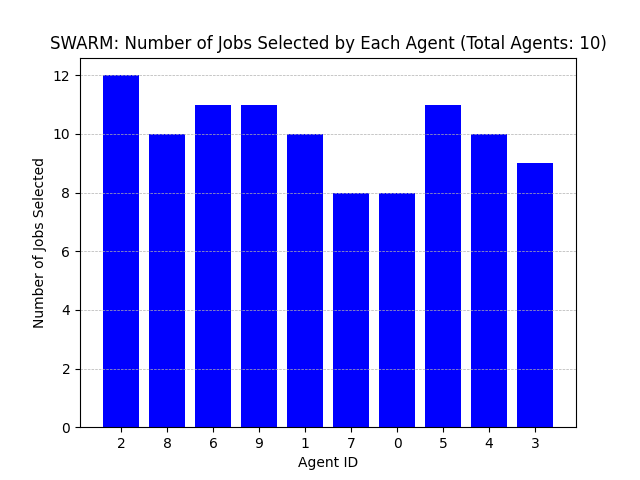 SWARM: Number of Jobs Selected by Each Agent (Total Agents: 10)
12
10
8
6
4
2
0
Number of Jobs Selected
2 8 6 9 1 7 0 5 4 3
Agent ID